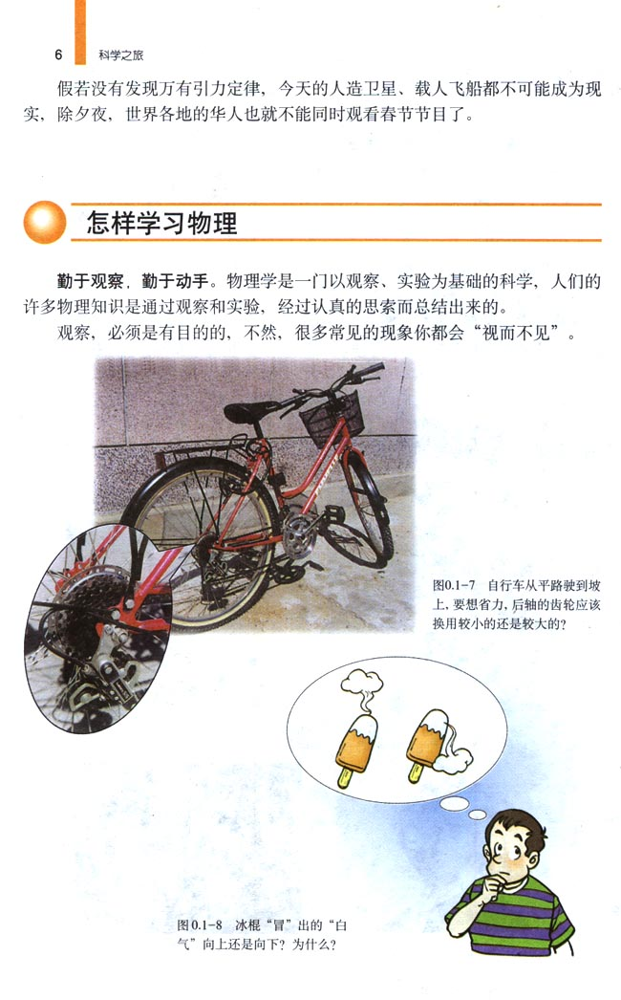 6 科学之旅
假若没有发现万有引力定律，今天的人造卫星、载人飞船都不可能成为现
实，除夕夜，世界各地的华人也就不能同时观看春节节目了。
怎样学习物理
勤于观察，勤于动手。物理学是一门以观察、实验为基础的科学，人们的
许多物理知识是通过观察和实验，经过认真的思索而总结出来的。
观察，必须是有目的的，不然，很多常见的现象你都会“视而不见”。
图0.1-7 自行车从平路驶到坡
上，要想省力，后轴的齿轮应该
换用较小的还是较大的？
图0.1-8 冰棍“冒”出的“白
气”向上还是向下？为什么？